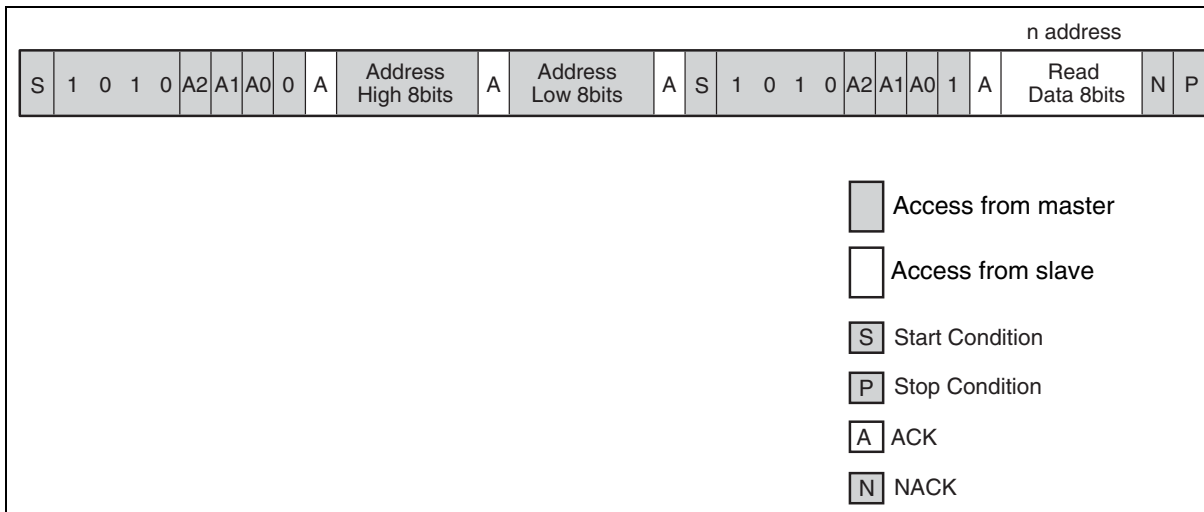 n address
S 1 0 1 0 A2 A1 A0 0 A Address High 8bits A Address Low 8bits A S 1 0 1 0 A2 A1 A0 1 A Read Data 8bits N P
Access from master
Access from slave
S Start Condition
P Stop Condition
A ACK
N NACK